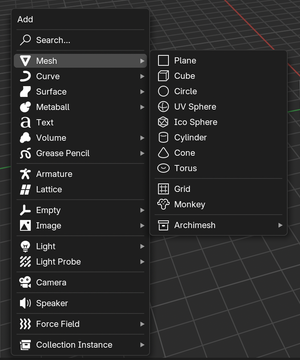 Add
Search...
Mesh
Curve
Surface
Metaball
Text
Volume
Grease Pencil
Armature
Lattice
Empty
Image
Light
Light Probe
Camera
Speaker
Force Field
Collection Instance
Plane
Cube
Circle
UV Sphere
Ico Sphere
Cylinder
Cone
Torus
Grid
Monkey
Archimesh